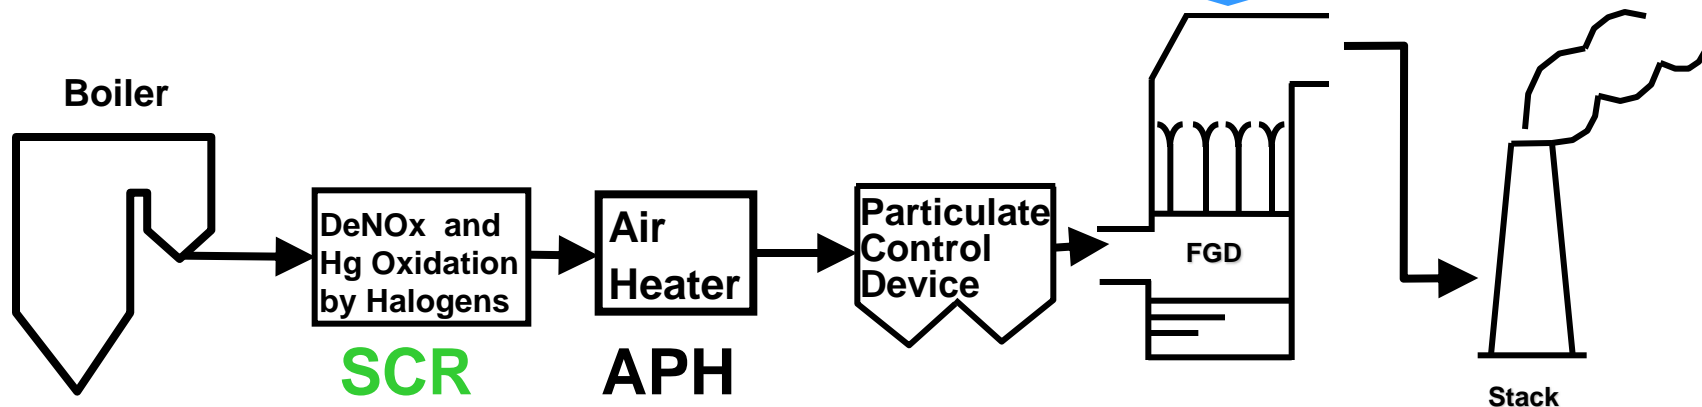 Boiler
DeNOx and
Hg Oxidation
by Halogens
SCR
Air
Heater
APH
Particulate
Control
Device
FGD
Stack